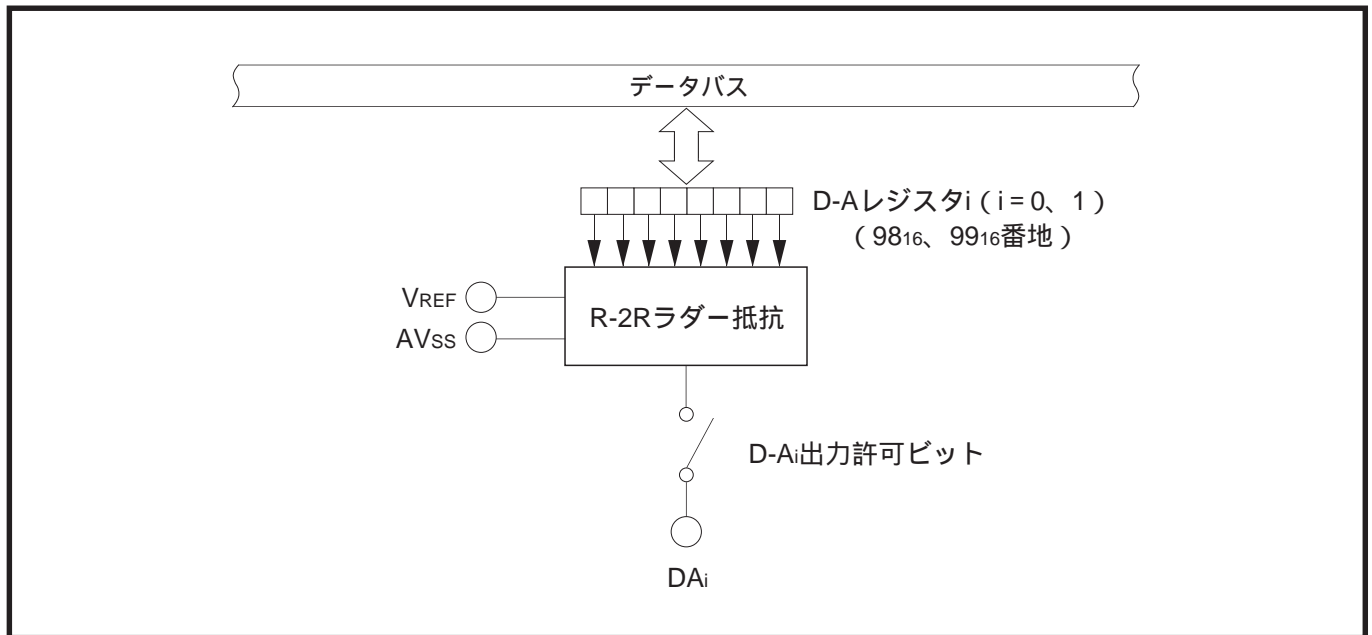 データバス
D-Aレジスタi(i=0、1)
(9816、9916番地)
VREF
AVSS
R-2Rラダー抵抗
D-Ai出力許可ビット
DAi